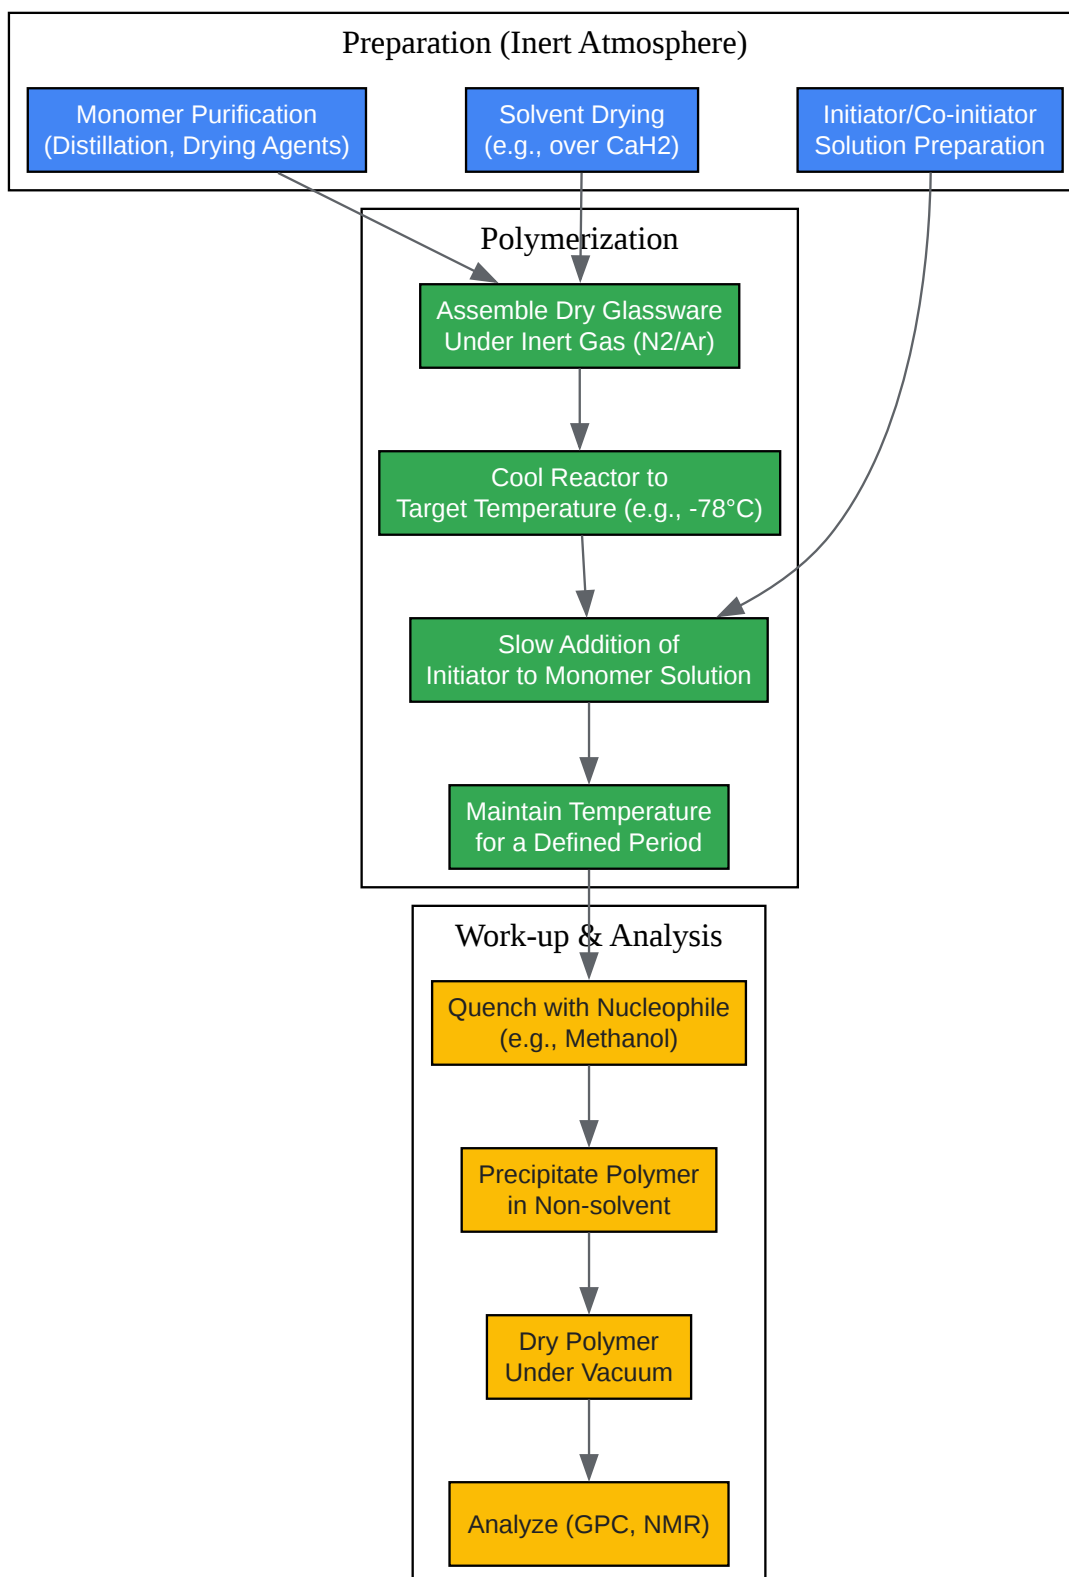 Preparation (Inert Atmosphere)
Monomer Purification
(Distillation, Drying Agents)
Solvent Drying
(e.g., over CaH2)
Initiator/Co-initiator
Solution Preparation
Polymerization
Assemble Dry Glassware
Under Inert Gas (N2/Ar)
Cool Reactor to
Target Temperature (e.g., -78°C)
Slow Addition of
Initiator to Monomer Solution
Maintain Temperature
for a Defined Period
Work-up & Analysis
Quench with Nucleophile
(e.g., Methanol)
Precipitate Polymer
in Non-solvent
Dry Polymer
Under Vacuum
Analyze (GPC, NMR)